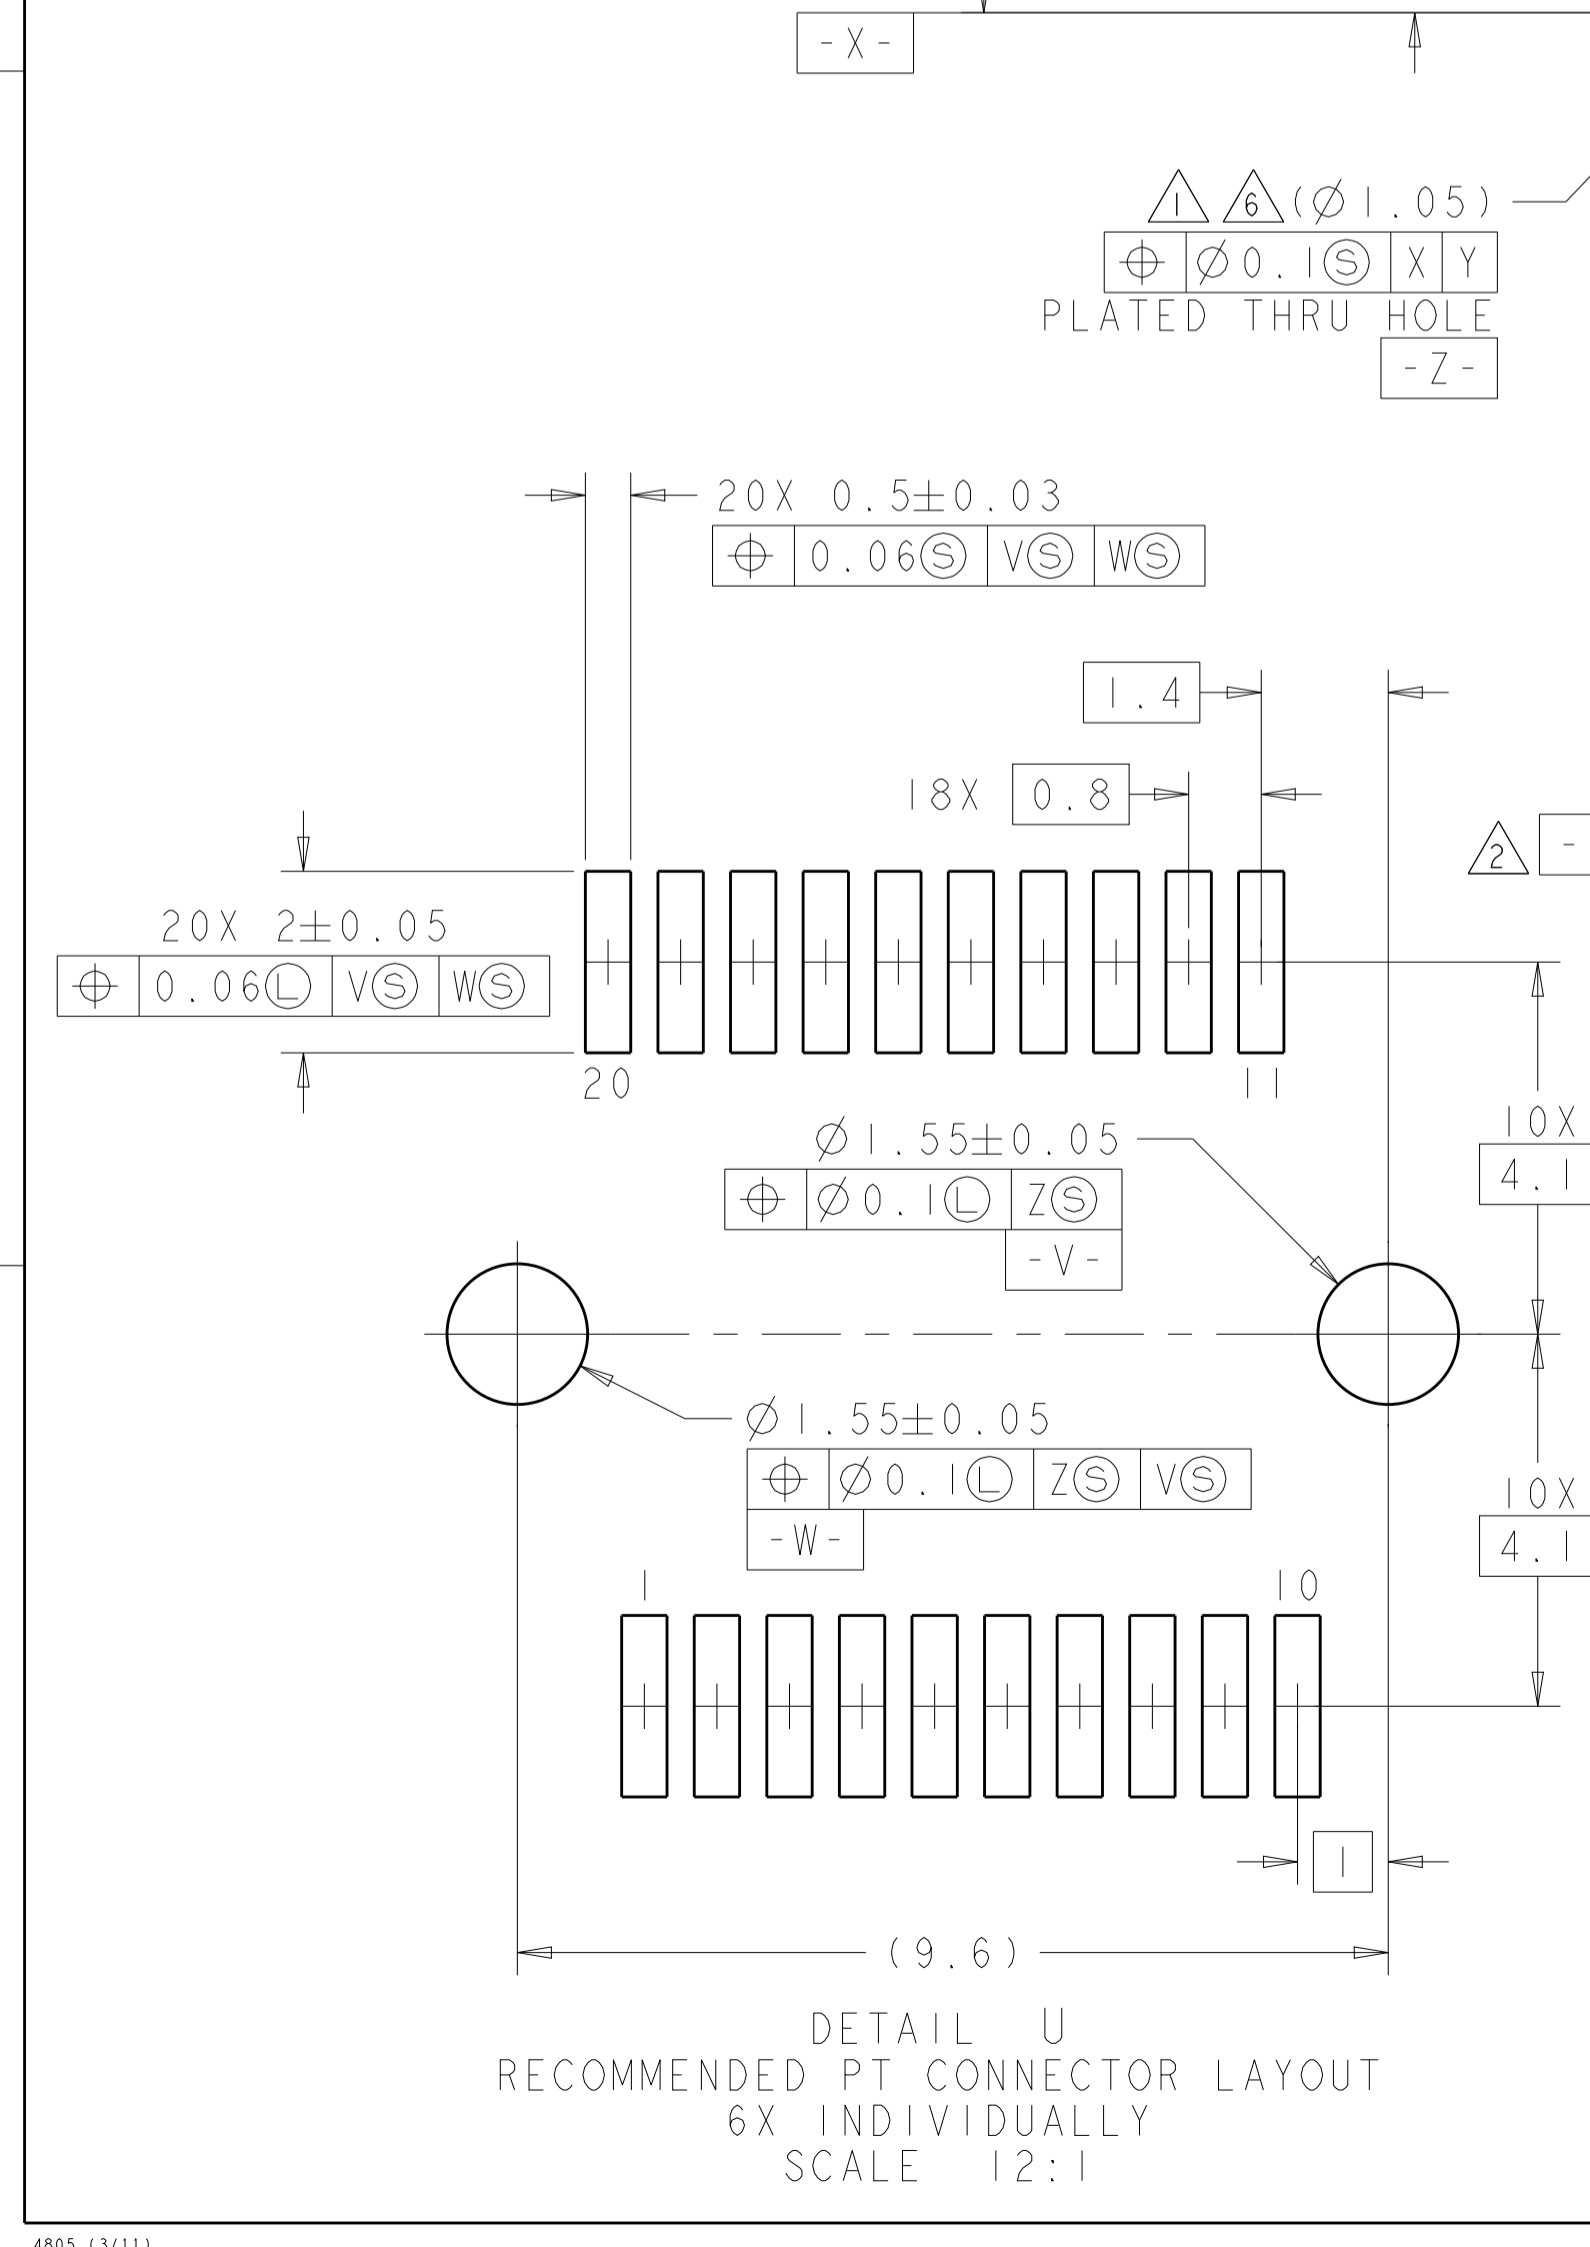 -X-
1 6 (Ø1.05)
⌖ Ø0.1Ⓢ X Y
PLATED THRU HOLE
-Z-
20X 0.5±0.03
⌖ 0.06Ⓢ VⓈ WⓈ
1.4
18X 0.8
2 -
20X 2±0.05
⌖ 0.06Ⓛ VⓈ WⓈ
20 11
10X
4.1
Ø1.55±0.05
⌖ Ø0.1Ⓛ ZⓈ
-V-
Ø1.55±0.05
⌖ Ø0.1Ⓛ ZⓈ VⓈ
-W-
10X
4.1
1 10
1
(9.6)
DETAIL U
RECOMMENDED PT CONNECTOR LAYOUT
6X INDIVIDUALLY
SCALE 12:1
4805 (3/11)